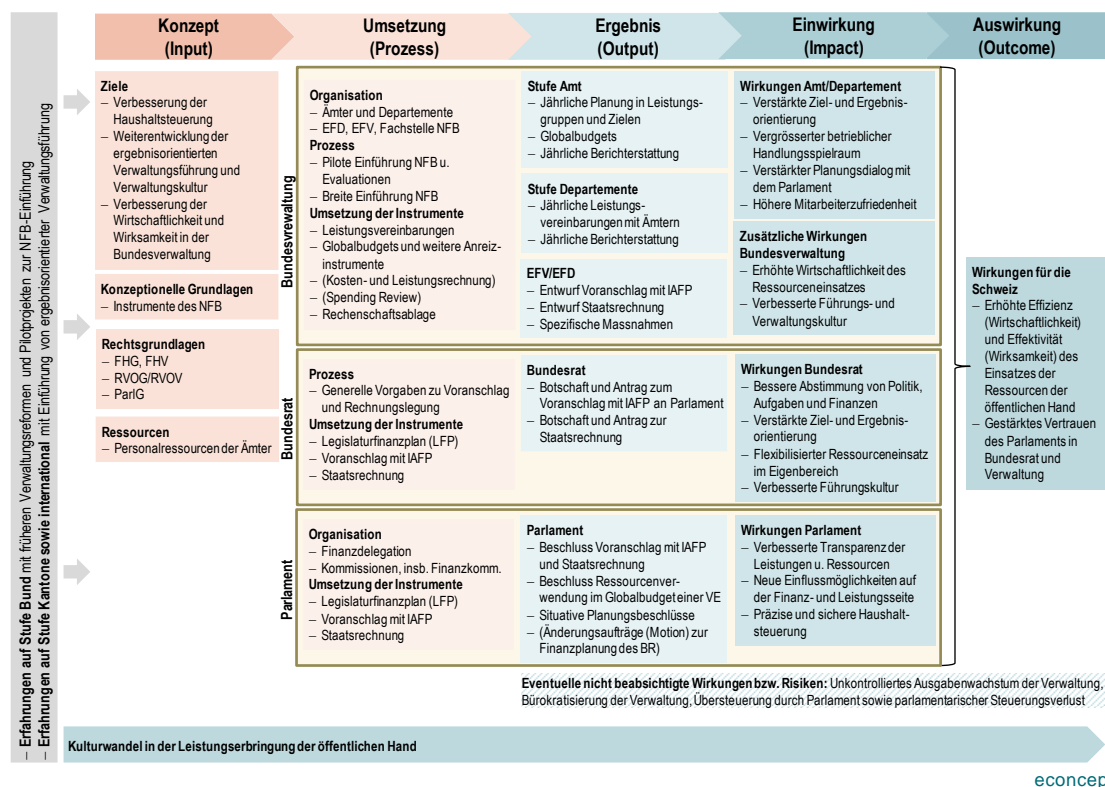 Konzept
(Input)
Umsetzung
(Prozess)
Ergebnis
(Output)
Einwirkung
(Impact)
Auswirkung
(Outcome)
– Erfahrungen auf Stufe Bund mit früheren Verwaltungsreformen und Pilotprojekten zur NFB-Einführung
– Erfahrungen auf Stufe Kantone sowie international mit Einführung von ergebnisorientierter Verwaltungsführung
Ziele
– Verbesserung der
Haushaltsteuerung
– Weiterentwicklung der
ergebnisorientierten
Verwaltungsführung und
Verwaltungskultur
– Verbesserung der
Wirtschaftlichkeit und
Wirksamkeit in der
Bundesverwaltung
Konzeptionelle Grundlagen
– Instrumente des NFB
Rechtsgrundlagen
– FHG, FHV
– RVOG/RVOV
– ParlG
Ressourcen
– Personalressourcen der Ämter
Bundesvrewaltung
Organisation
– Ämter und Departemente
– EFD, EFV, Fachstelle NFB
Prozess
– Pilote Einführung NFB u.
Evaluationen
– Breite Einführung NFB
Umsetzung der Instrumente
– Leistungsvereinbarungen
– Globalbudgets und weitere Anreiz-
instrumente
– (Kosten- und Leistungsrechnung)
– (Spending Review)
– Rechenschaftsablage
Stufe Amt
– Jährliche Planung in Leistungs-
gruppen und Zielen
– Globalbudgets
– Jährliche Berichterstattung
Stufe Departemente
– Jährliche Leistungs-
vereinbarungen mit Ämtern
– Jährliche Berichterstattung
EFV/EFD
– Entwurf Voranschlag mit IAFP
– Entwurf Staatsrechnung
– Spezifische Massnahmen
Wirkungen Amt/Departement
– Verstärkte Ziel- und Ergebnis-
orientierung
– Vergrösserter betrieblicher
Handlungsspielraum
– Verstärkter Planungsdialog mit
dem Parlament
– Höhere Mitarbeiterzufriedenheit
Zusätzliche Wirkungen
Bundesverwaltung
– Erhöhte Wirtschaftlichkeit des
Ressourceneinsatzes
– Verbesserte Führungs- und
Verwaltungskultur
Bundesrat
Prozess
– Generelle Vorgaben zu Voranschlag
und Rechnungslegung
Umsetzung der Instrumente
– Legislaturfinanzplan (LFP)
– Voranschlag mit IAFP
– Staatsrechnung
Bundesrat
– Botschaft und Antrag zum
Voranschlag mit IAFP an Parlament
– Botschaft und Antrag zur
Staatsrechnung
Wirkungen Bundesrat
– Bessere Abstimmung von Politik,
Aufgaben und Finanzen
– Verstärkte Ziel- und Ergebnis-
orientierung
– Flexibilisierter Ressourceneinsatz
im Eigenbereich
– Verbesserte Führungskultur
Parlament
Organisation
– Finanzdelegation
– Kommissionen, insb. Finanzkomm.
Umsetzung der Instrumente
– Legislaturfinanzplan (LFP)
– Voranschlag mit IAFP
– Staatsrechnung
Parlament
– Beschluss Voranschlag mit IAFP
und Staatsrechnung
– Beschluss Ressourcenver-
wendung im Globalbudget einer VE
– Situative Planungsbeschlüsse
– (Änderungsaufträge (Motion) zur
Finanzplanung des BR)
Wirkungen Parlament
– Verbesserte Transparenz der
Leistungen u. Ressourcen
– Neue Einflussmöglichkeiten auf
der Finanz- und Leistungsseite
– Präzise und sichere Haushalt-
steuerung
Wirkungen für die
Schweiz
– Erhöhte Effizienz
(Wirtschaftlichkeit)
und Effektivität
(Wirksamkeit) des
Einsatzes der
Ressourcen der
öffentlichen Hand
– Gestärktes Vertrauen
des Parlaments in
Bundesrat und
Verwaltung
Eventuelle nicht beabsichtigte Wirkungen bzw. Risiken: Unkontrolliertes Ausgabenwachstum der Verwaltung,
Bürokratisierung der Verwaltung, Übersteuerung durch Parlament sowie parlamentarischer Steuerungsverlust
Kulturwandel in der Leistungserbringung der öffentlichen Hand
econcep